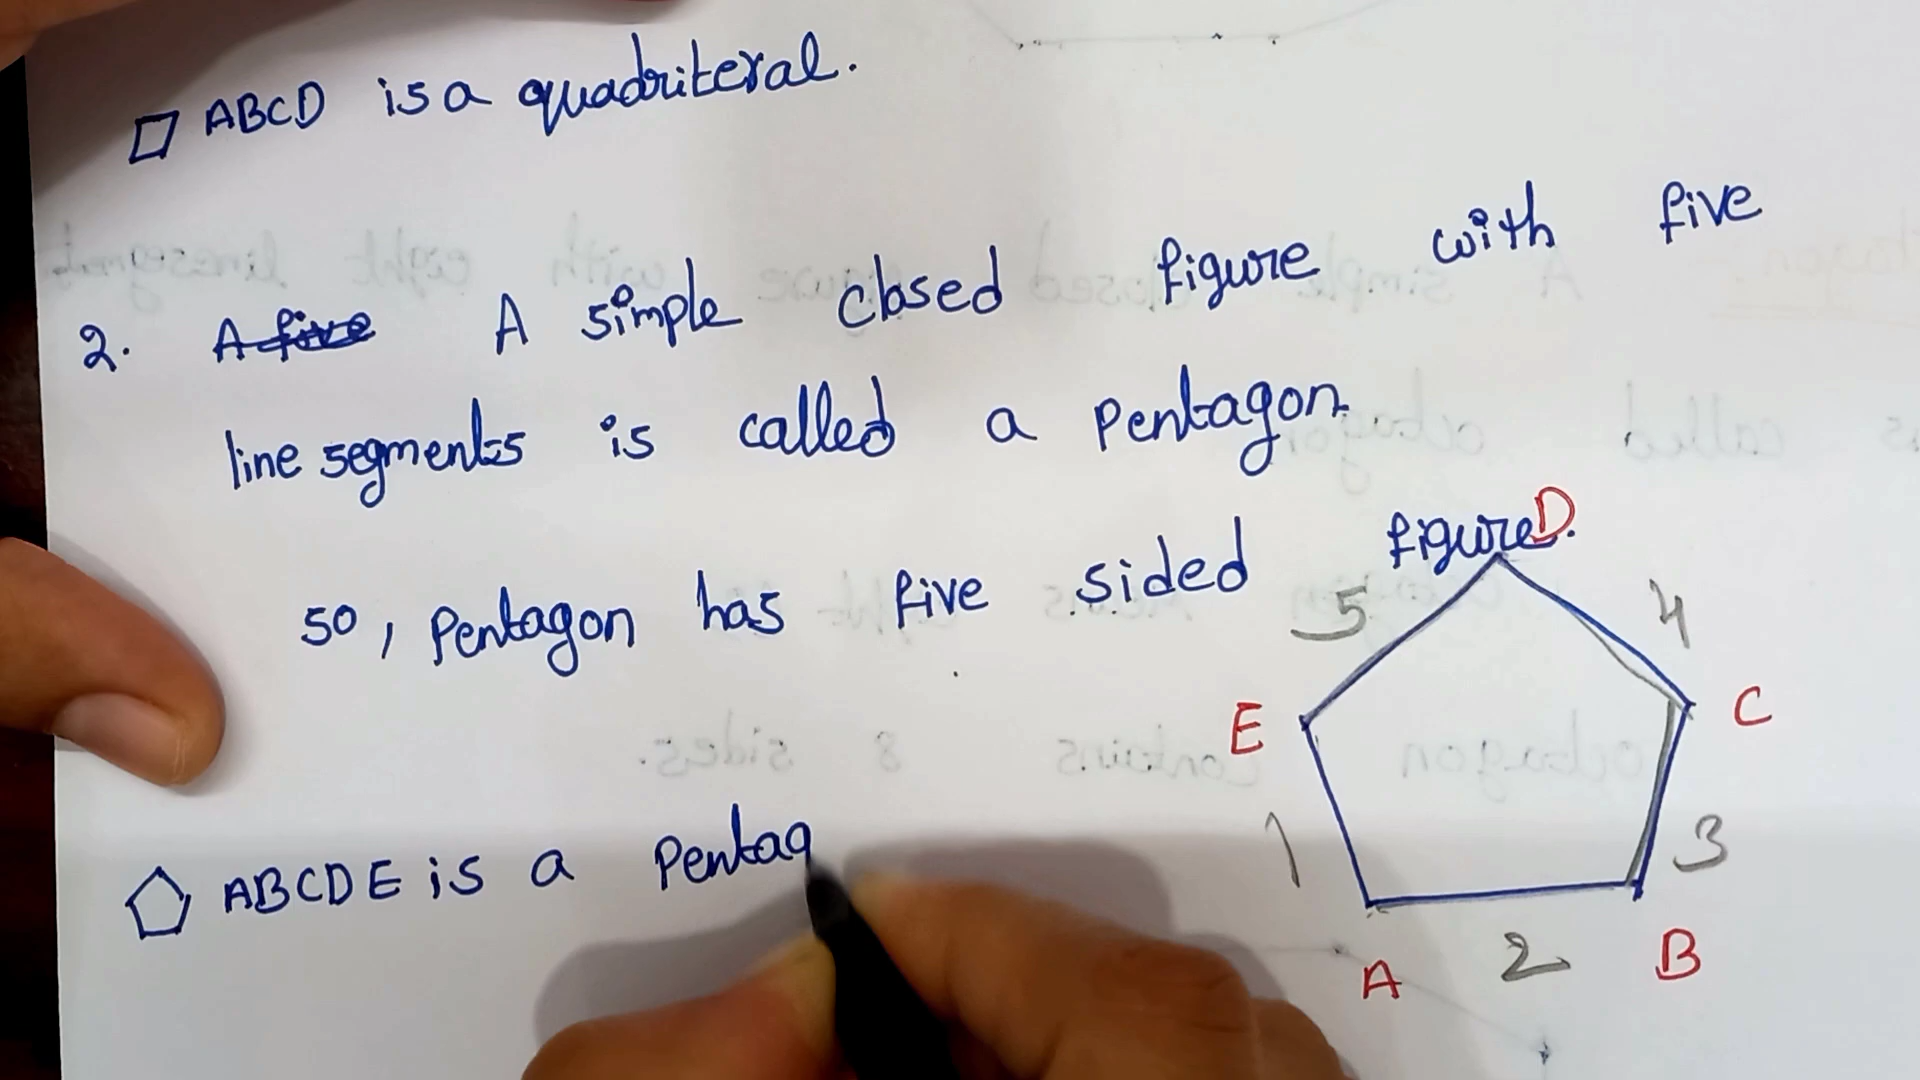 ABCD is a quadriteral.
2. A five A simple closed figure with five
line segments is called a Pentagon.
so, Pentagon has five sided figure.
D
5
4
E
C
1
3
ABCDE is a Pentag
A
2
B